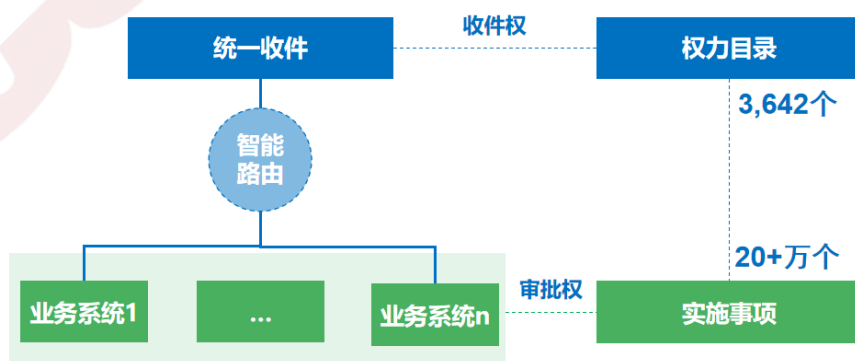 统一收件
收件权
权力目录
3,642个
智能
路由
20+万个
业务系统1
...
业务系统n
审批权
实施事项